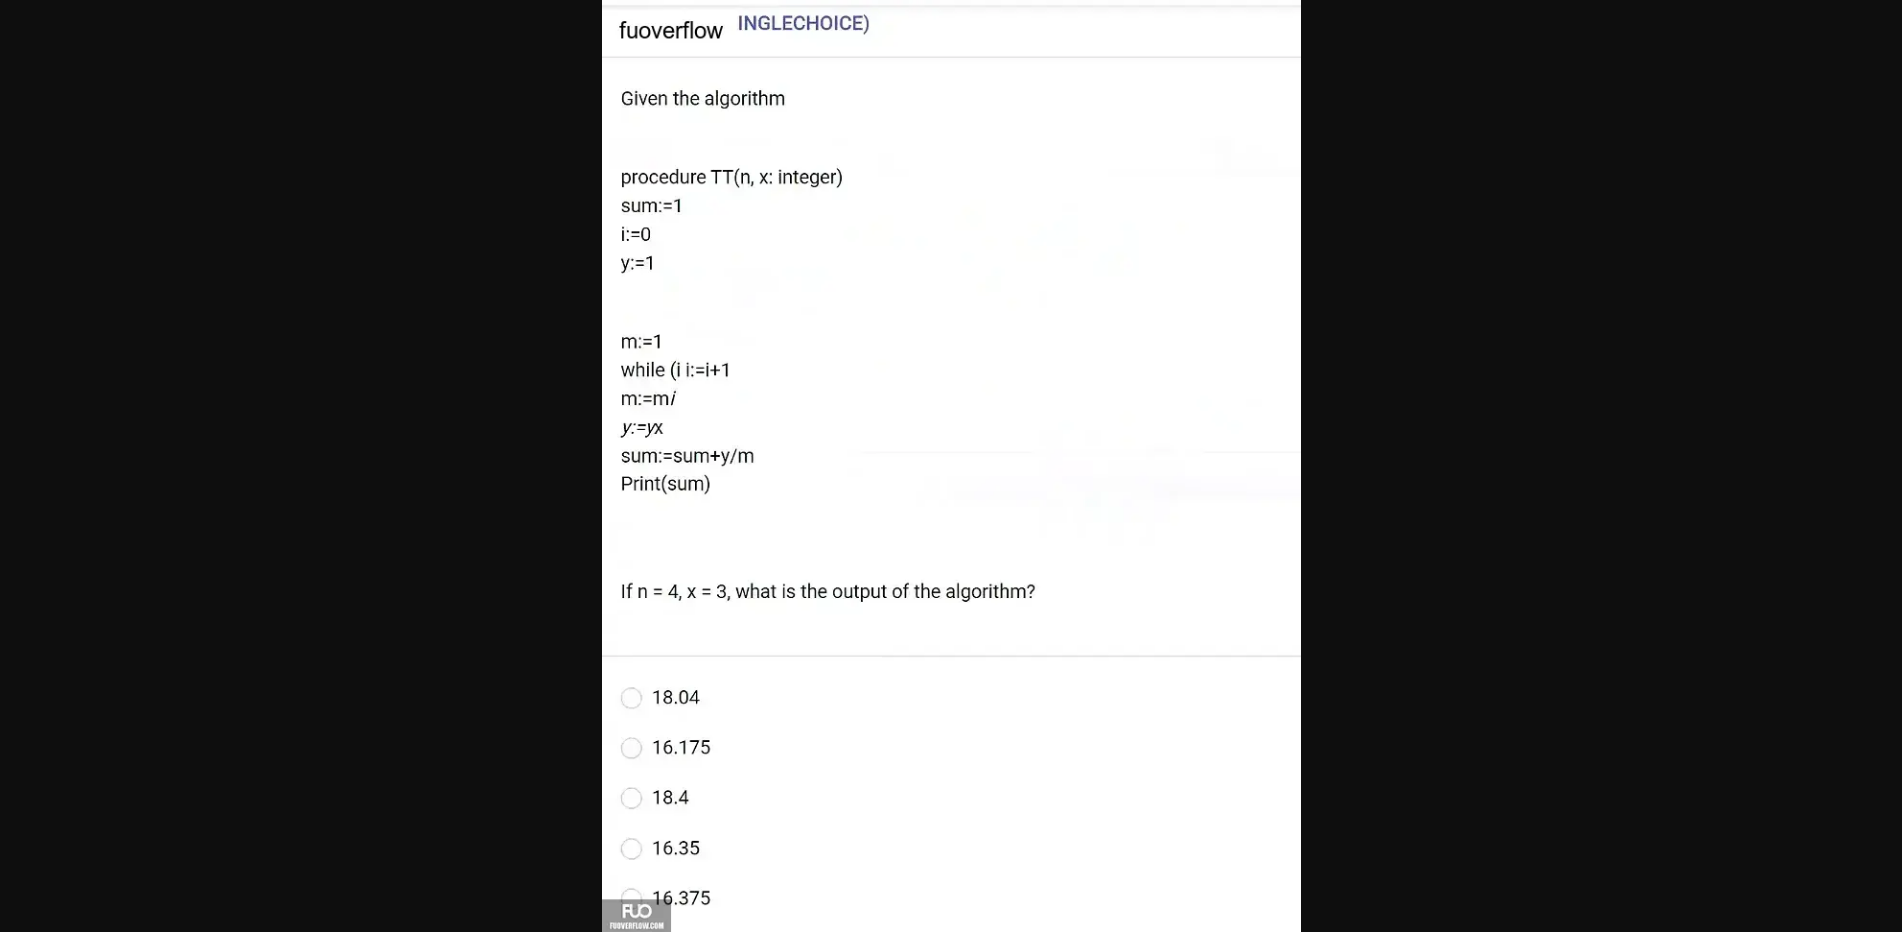 fuoverflow INGLECHOICE)
Given the algorithm
procedure TT(n, x: integer)
sum:=1
i:=0
y:=1
m:=1
while (i i:=i+1
m:=mi
y:=yx
sum:=sum+y/m
Print(sum)
If n = 4, x = 3, what is the output of the algorithm?
18.04
16.175
18.4
16.35
16.375
FUO
FUOVERFLOW.COM